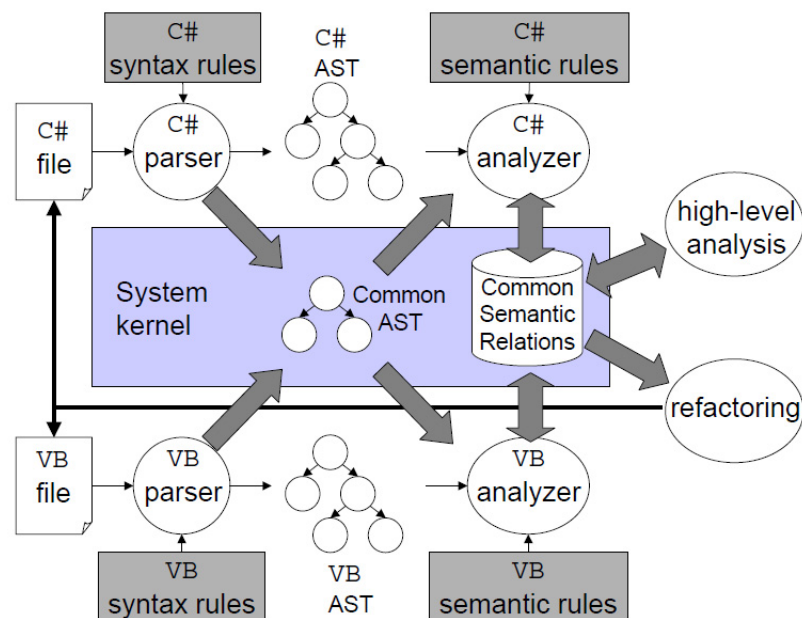 C#
syntax rules
C#
AST
C#
semantic rules
C#
file
C#
parser
C#
analyzer
high-level
analysis
System
kernel
Common
AST
Common
Semantic
Relations
refactoring
VB
file
VB
parser
VB
analyzer
VB
syntax rules
VB
AST
VB
semantic rules